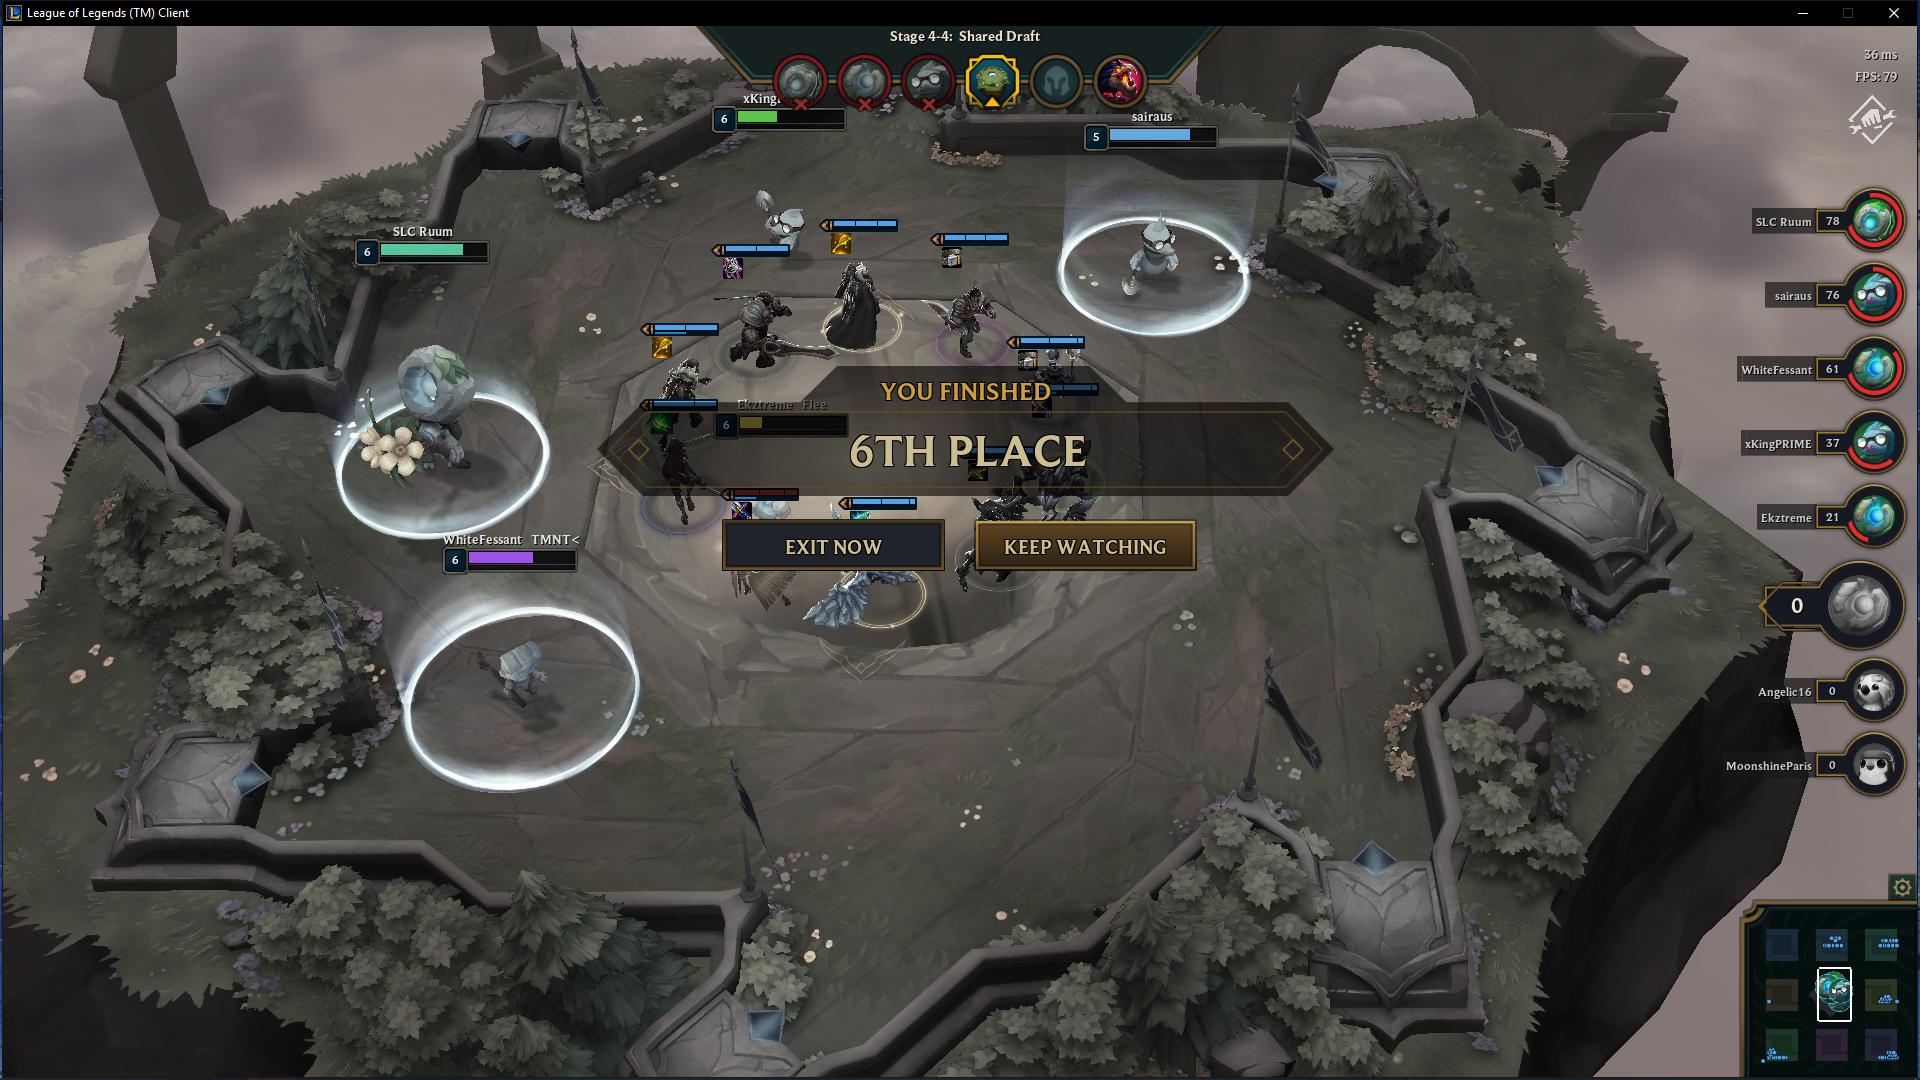 League of Legends (TM) Client
Stage 4-4: Shared Draft
36 ms
FPS: 79
xKing
6
sairaus
5
SLC Ruum
6
SLC Ruum 78
sairaus 76
WhiteFessant 61
xKingPRIME 37
Ekztreme 21
0
Angelic16 0
MoonshineParis 0
YOU FINISHED
Ekztreme Flee
6
6TH PLACE
EXIT NOW
KEEP WATCHING
WhiteFessant TMNT<
6